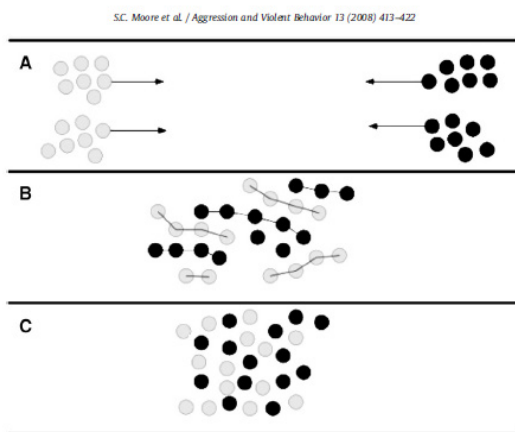 S.C. Moore et al. / Aggression and Violent Behavior 13 (2008) 413–422
A
B
C